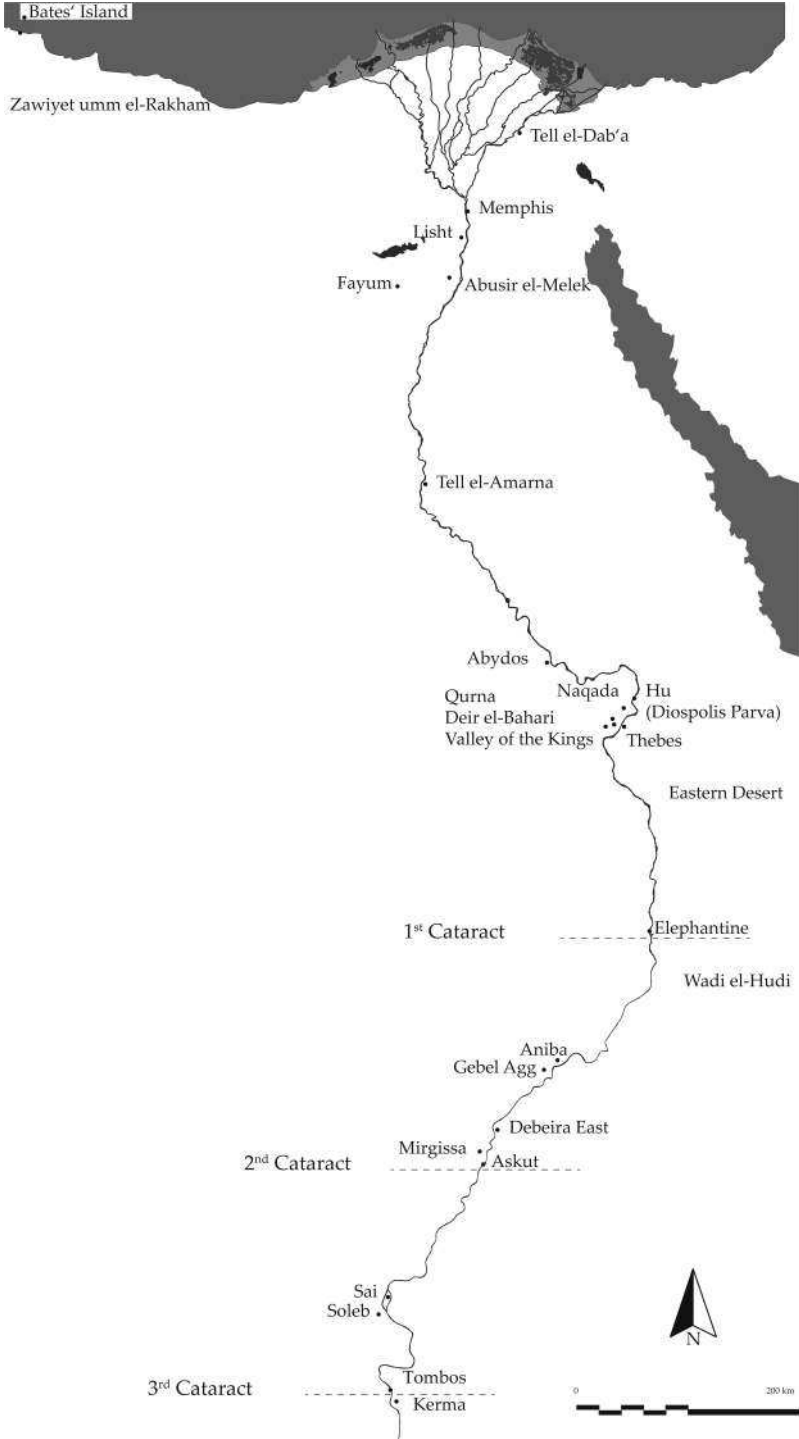 Bates' Island
Zawiyet umm el-Rakham
Tell el-Dab‘a
Memphis
Lisht
Fayum
Abusir el-Melek
Tell el-Amarna
Abydos
Naqada
Hu
(Diospolis Parva)
Qurna
Deir el-Bahari
Valley of the Kings
Thebes
Eastern Desert
1st Cataract
Elephantine
Wadi el-Hudi
Aniba
Gebel Agg
Debeira East
Mirgissa
2nd Cataract
Askut
Sai
Soleb
N
Tombos
3rd Cataract
Kerma
0 200 km